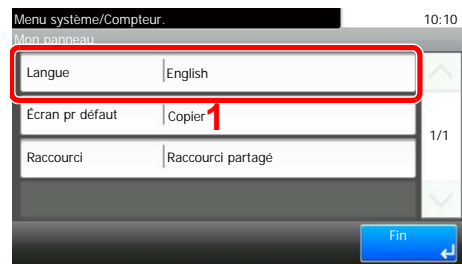 Menu système/Compteur. 10:10
Mon panneau
Langue English
Écran pr défaut Copier 1
1/1
Raccourci Raccourci partagé
Fin